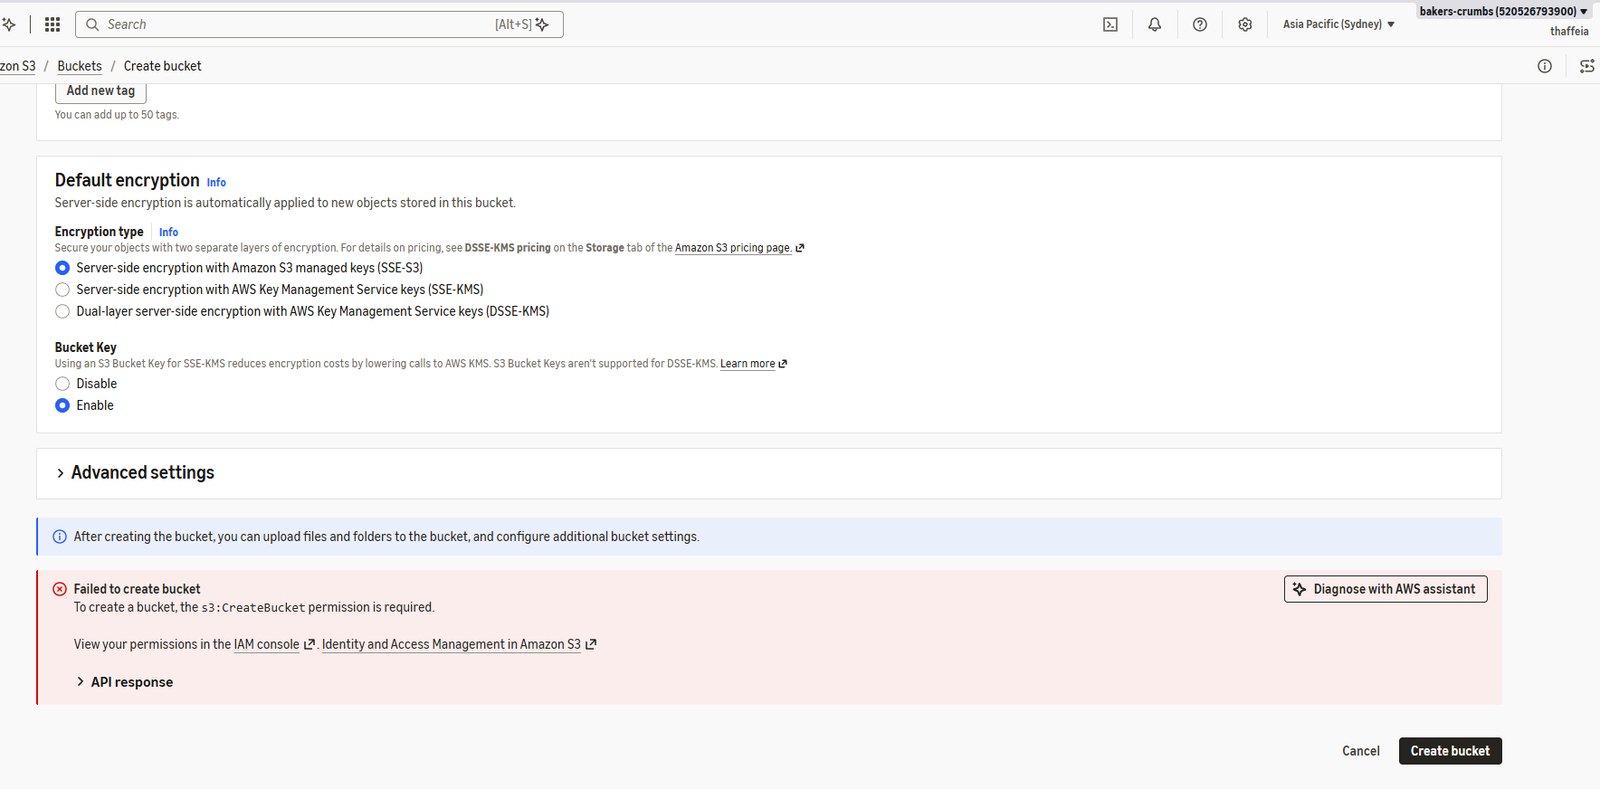 Search [Alt+S] Asia Pacific (Sydney) bakers-crumbs (520526793900)
thaffeia
zon S3 / Buckets / Create bucket
Add new tag
You can add up to 50 tags.
Default encryption Info
Server-side encryption is automatically applied to new objects stored in this bucket.
Encryption type Info
Secure your objects with two separate layers of encryption. For details on pricing, see DSSE-KMS pricing on the Storage tab of the Amazon S3 pricing page.
Server-side encryption with Amazon S3 managed keys (SSE-S3)
Server-side encryption with AWS Key Management Service keys (SSE-KMS)
Dual-layer server-side encryption with AWS Key Management Service keys (DSSE-KMS)
Bucket Key
Using an S3 Bucket Key for SSE-KMS reduces encryption costs by lowering calls to AWS KMS. S3 Bucket Keys aren't supported for DSSE-KMS. Learn more
Disable
Enable
Advanced settings
After creating the bucket, you can upload files and folders to the bucket, and configure additional bucket settings.
Failed to create bucket Diagnose with AWS assistant
To create a bucket, the s3:CreateBucket permission is required.
View your permissions in the IAM console. Identity and Access Management in Amazon S3
API response
Cancel Create bucket